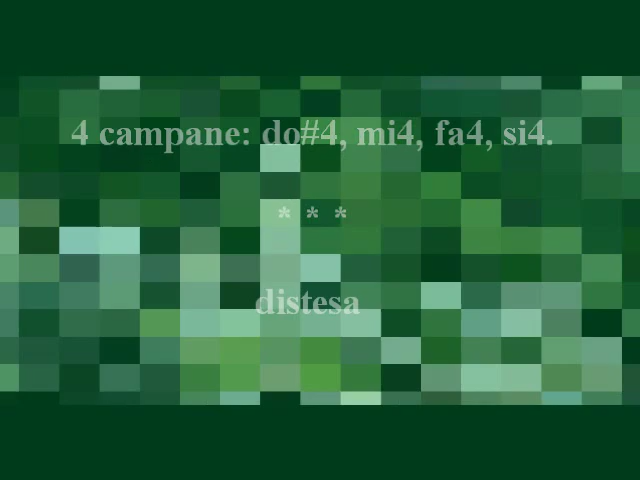 4 campane: do#4, mi4, fa4, si4.
* * *
distesa